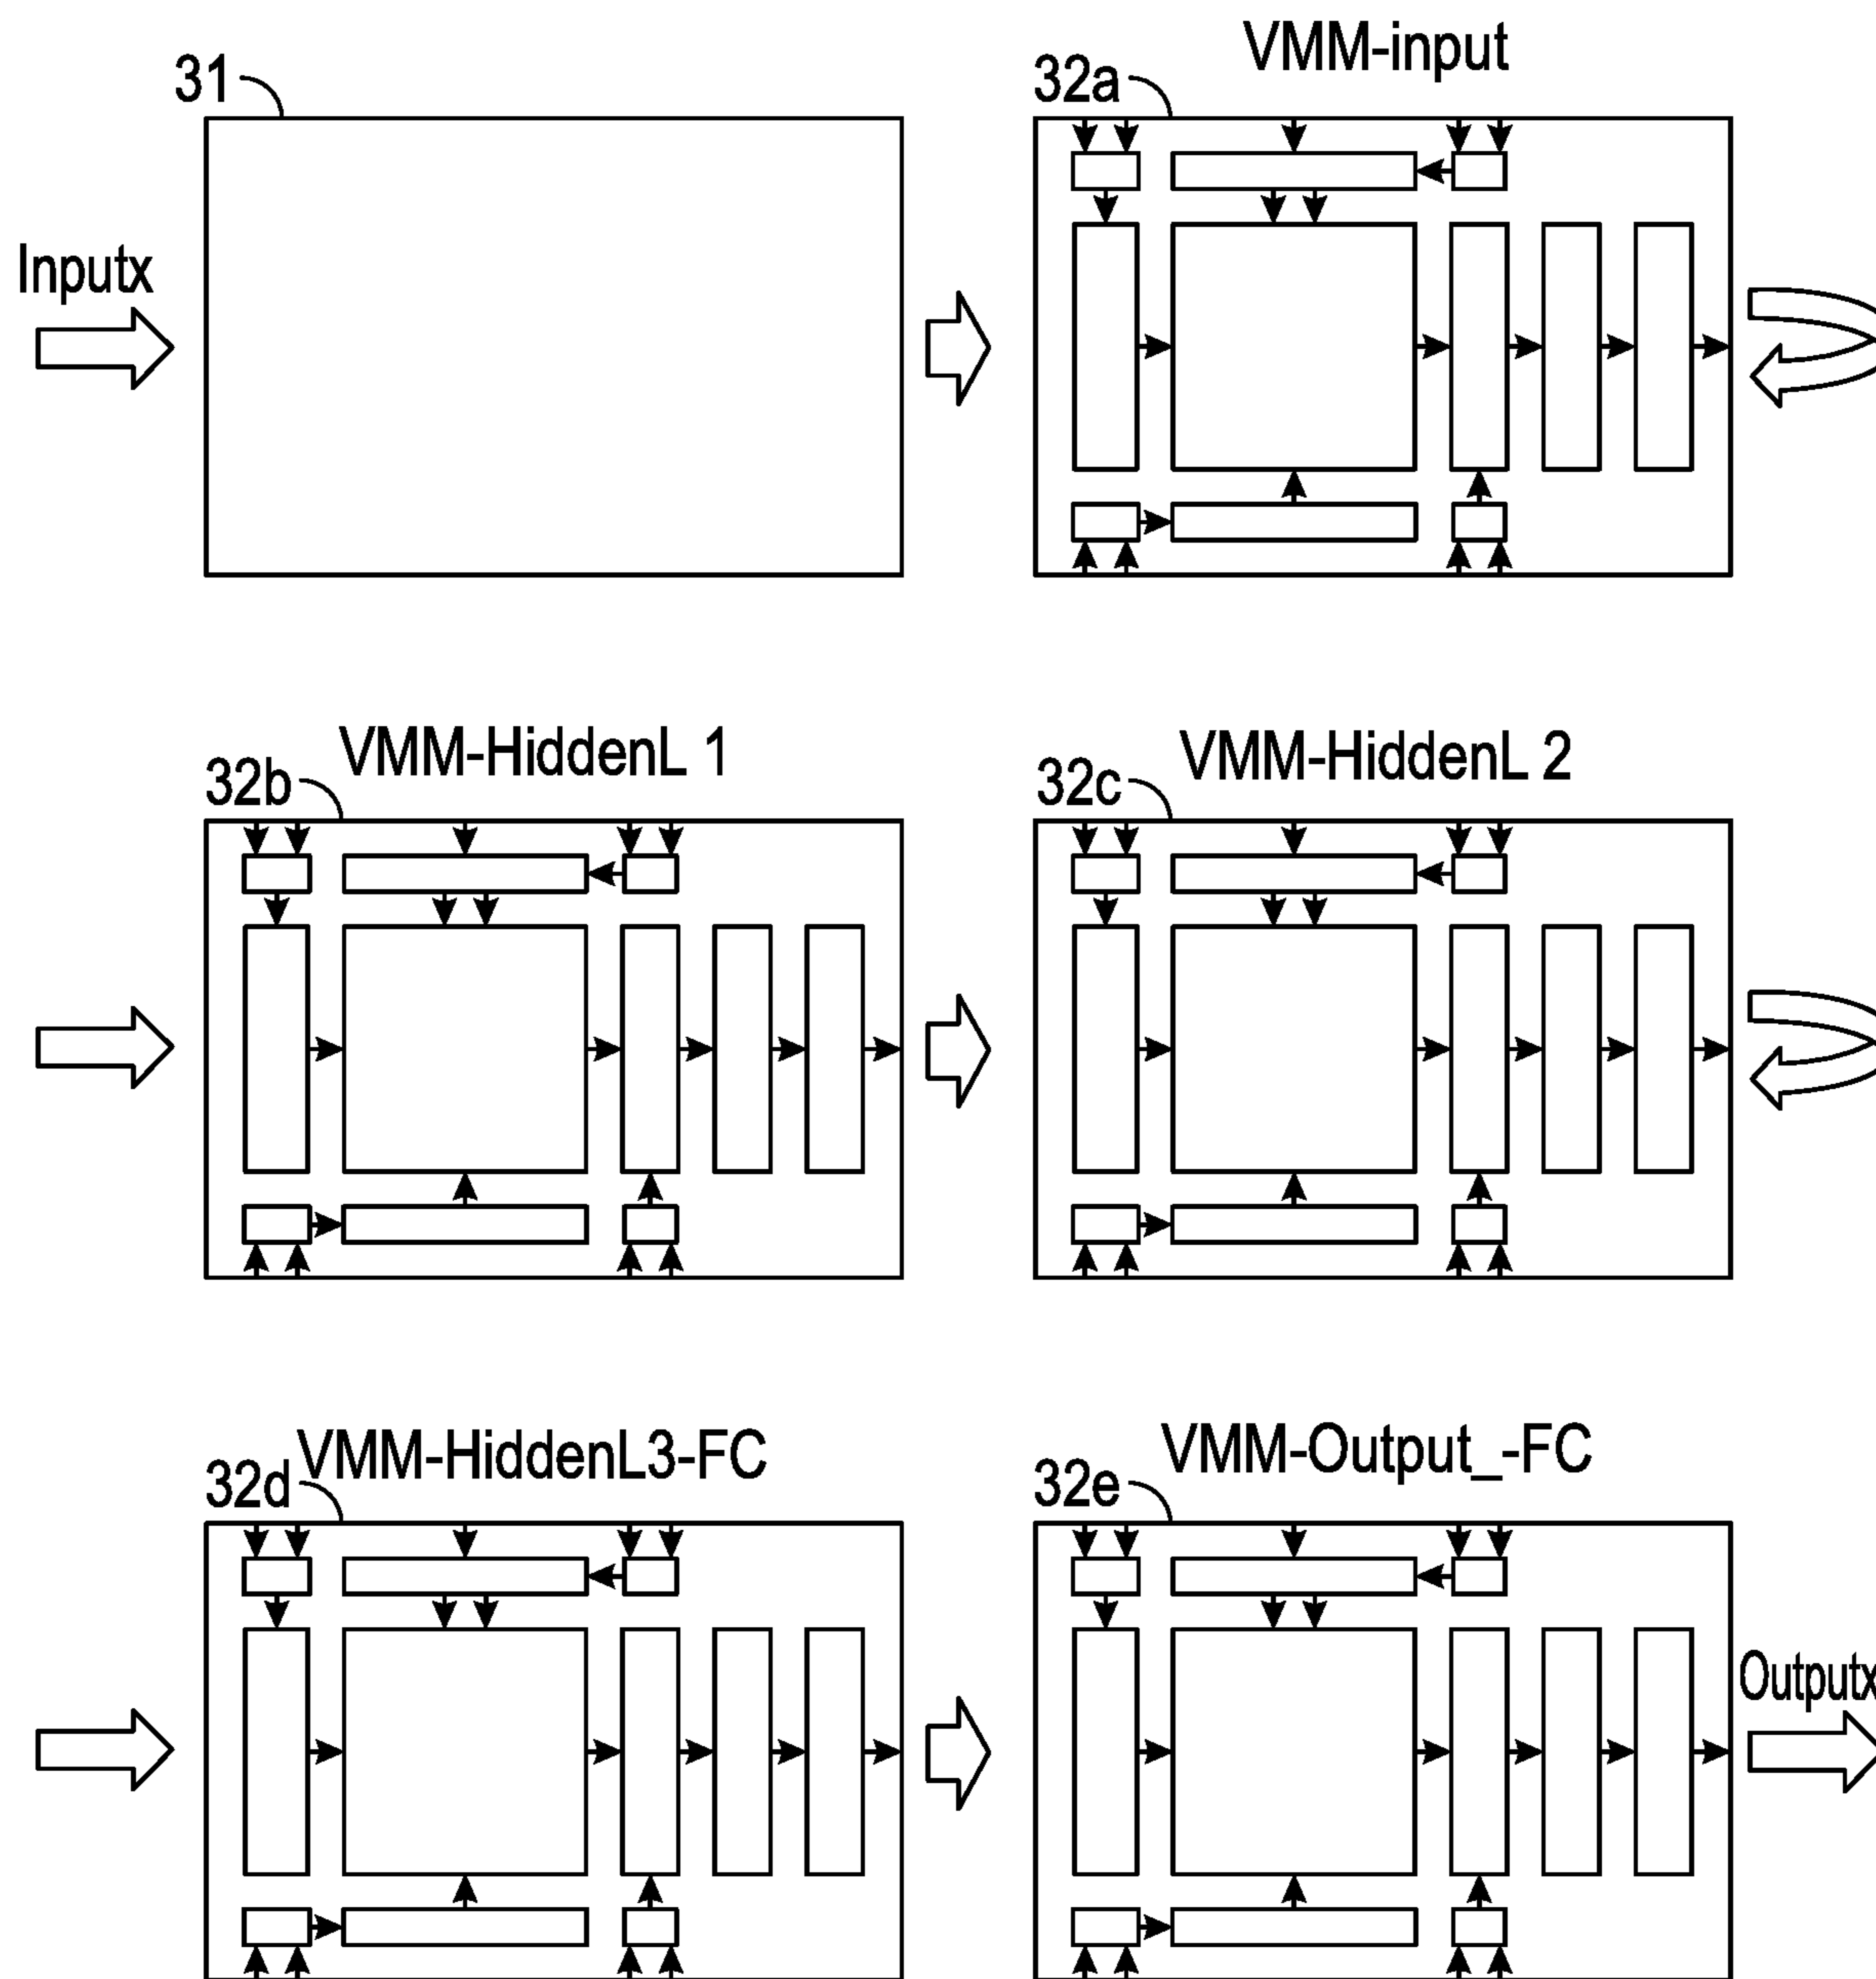 31
32a
VMM-input
Inputx
32b
VMM-HiddenL 1
32c
VMM-HiddenL 2
32d
VMM-HiddenL3-FC
32e
VMM-Output_-FC
Outputx